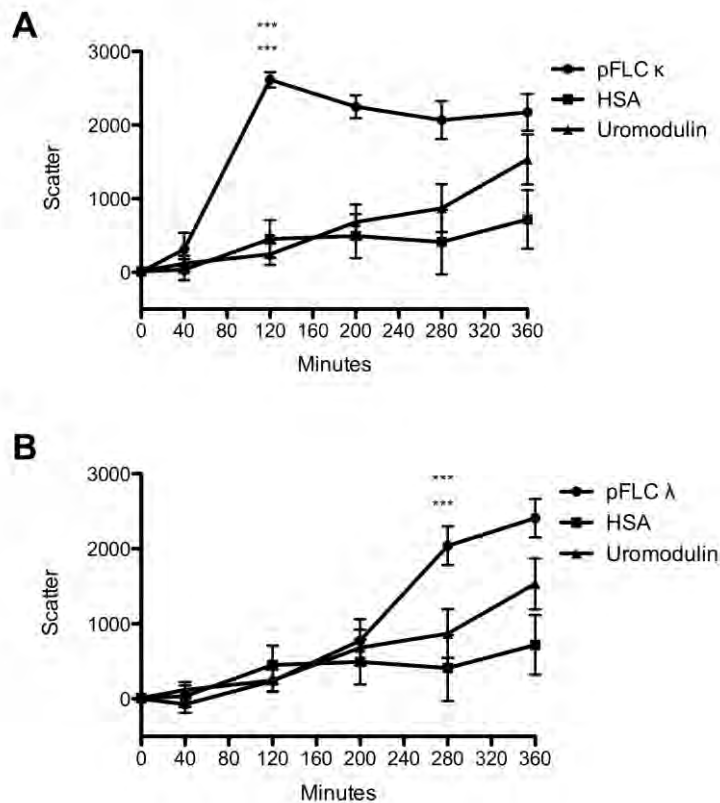 A
***
***
3000
2000
1000
0
Scatter
0 40 80 120 160 200 240 280 320 360
Minutes
pFLC κ
HSA
Uromodulin
B
***
***
3000
2000
1000
0
Scatter
0 40 80 120 160 200 240 280 320 360
Minutes
pFLC λ
HSA
Uromodulin